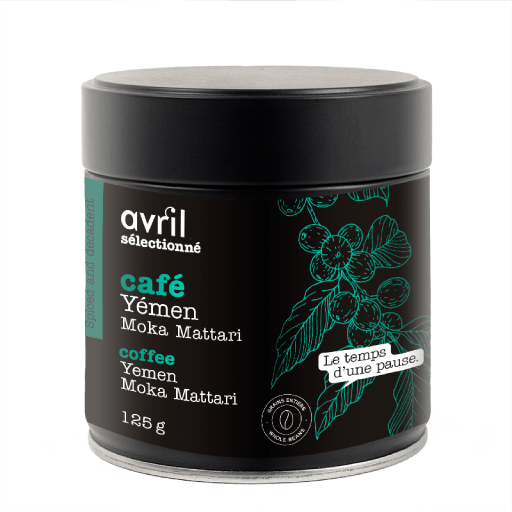 Spiced and decadent
avril
sélectionné
café
Yémen
Moka Mattari
coffee
Yemen
Moka Mattari
125 g
Le temps
d'une pause.
GRAINS ENTIERS
WHOLE BEANS